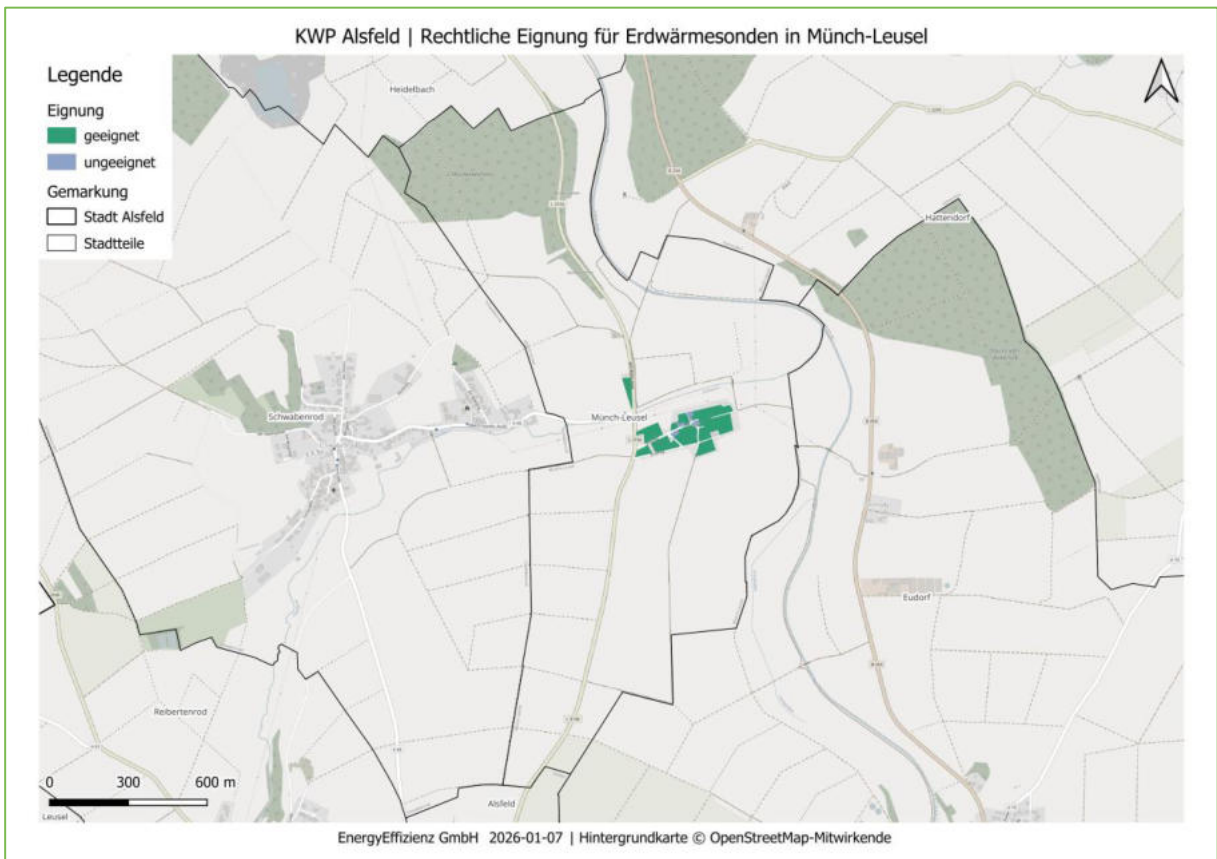 KWP Alsfeld | Rechtliche Eignung für Erdwärmesonden in Münch-Leusel
Legende
Eignung
geeignet
ungeeignet
Gemarkung
Stadt Alsfeld
Stadtteile
Heidelbach
Hattendorf
Schwabenrod
Münch-Leusel
Eudorf
Reibertenrod
Alsfeld
Leusel
0 300 600 m
EnergyEffizienz GmbH 2026-01-07 | Hintergrundkarte © OpenStreetMap-Mitwirkende